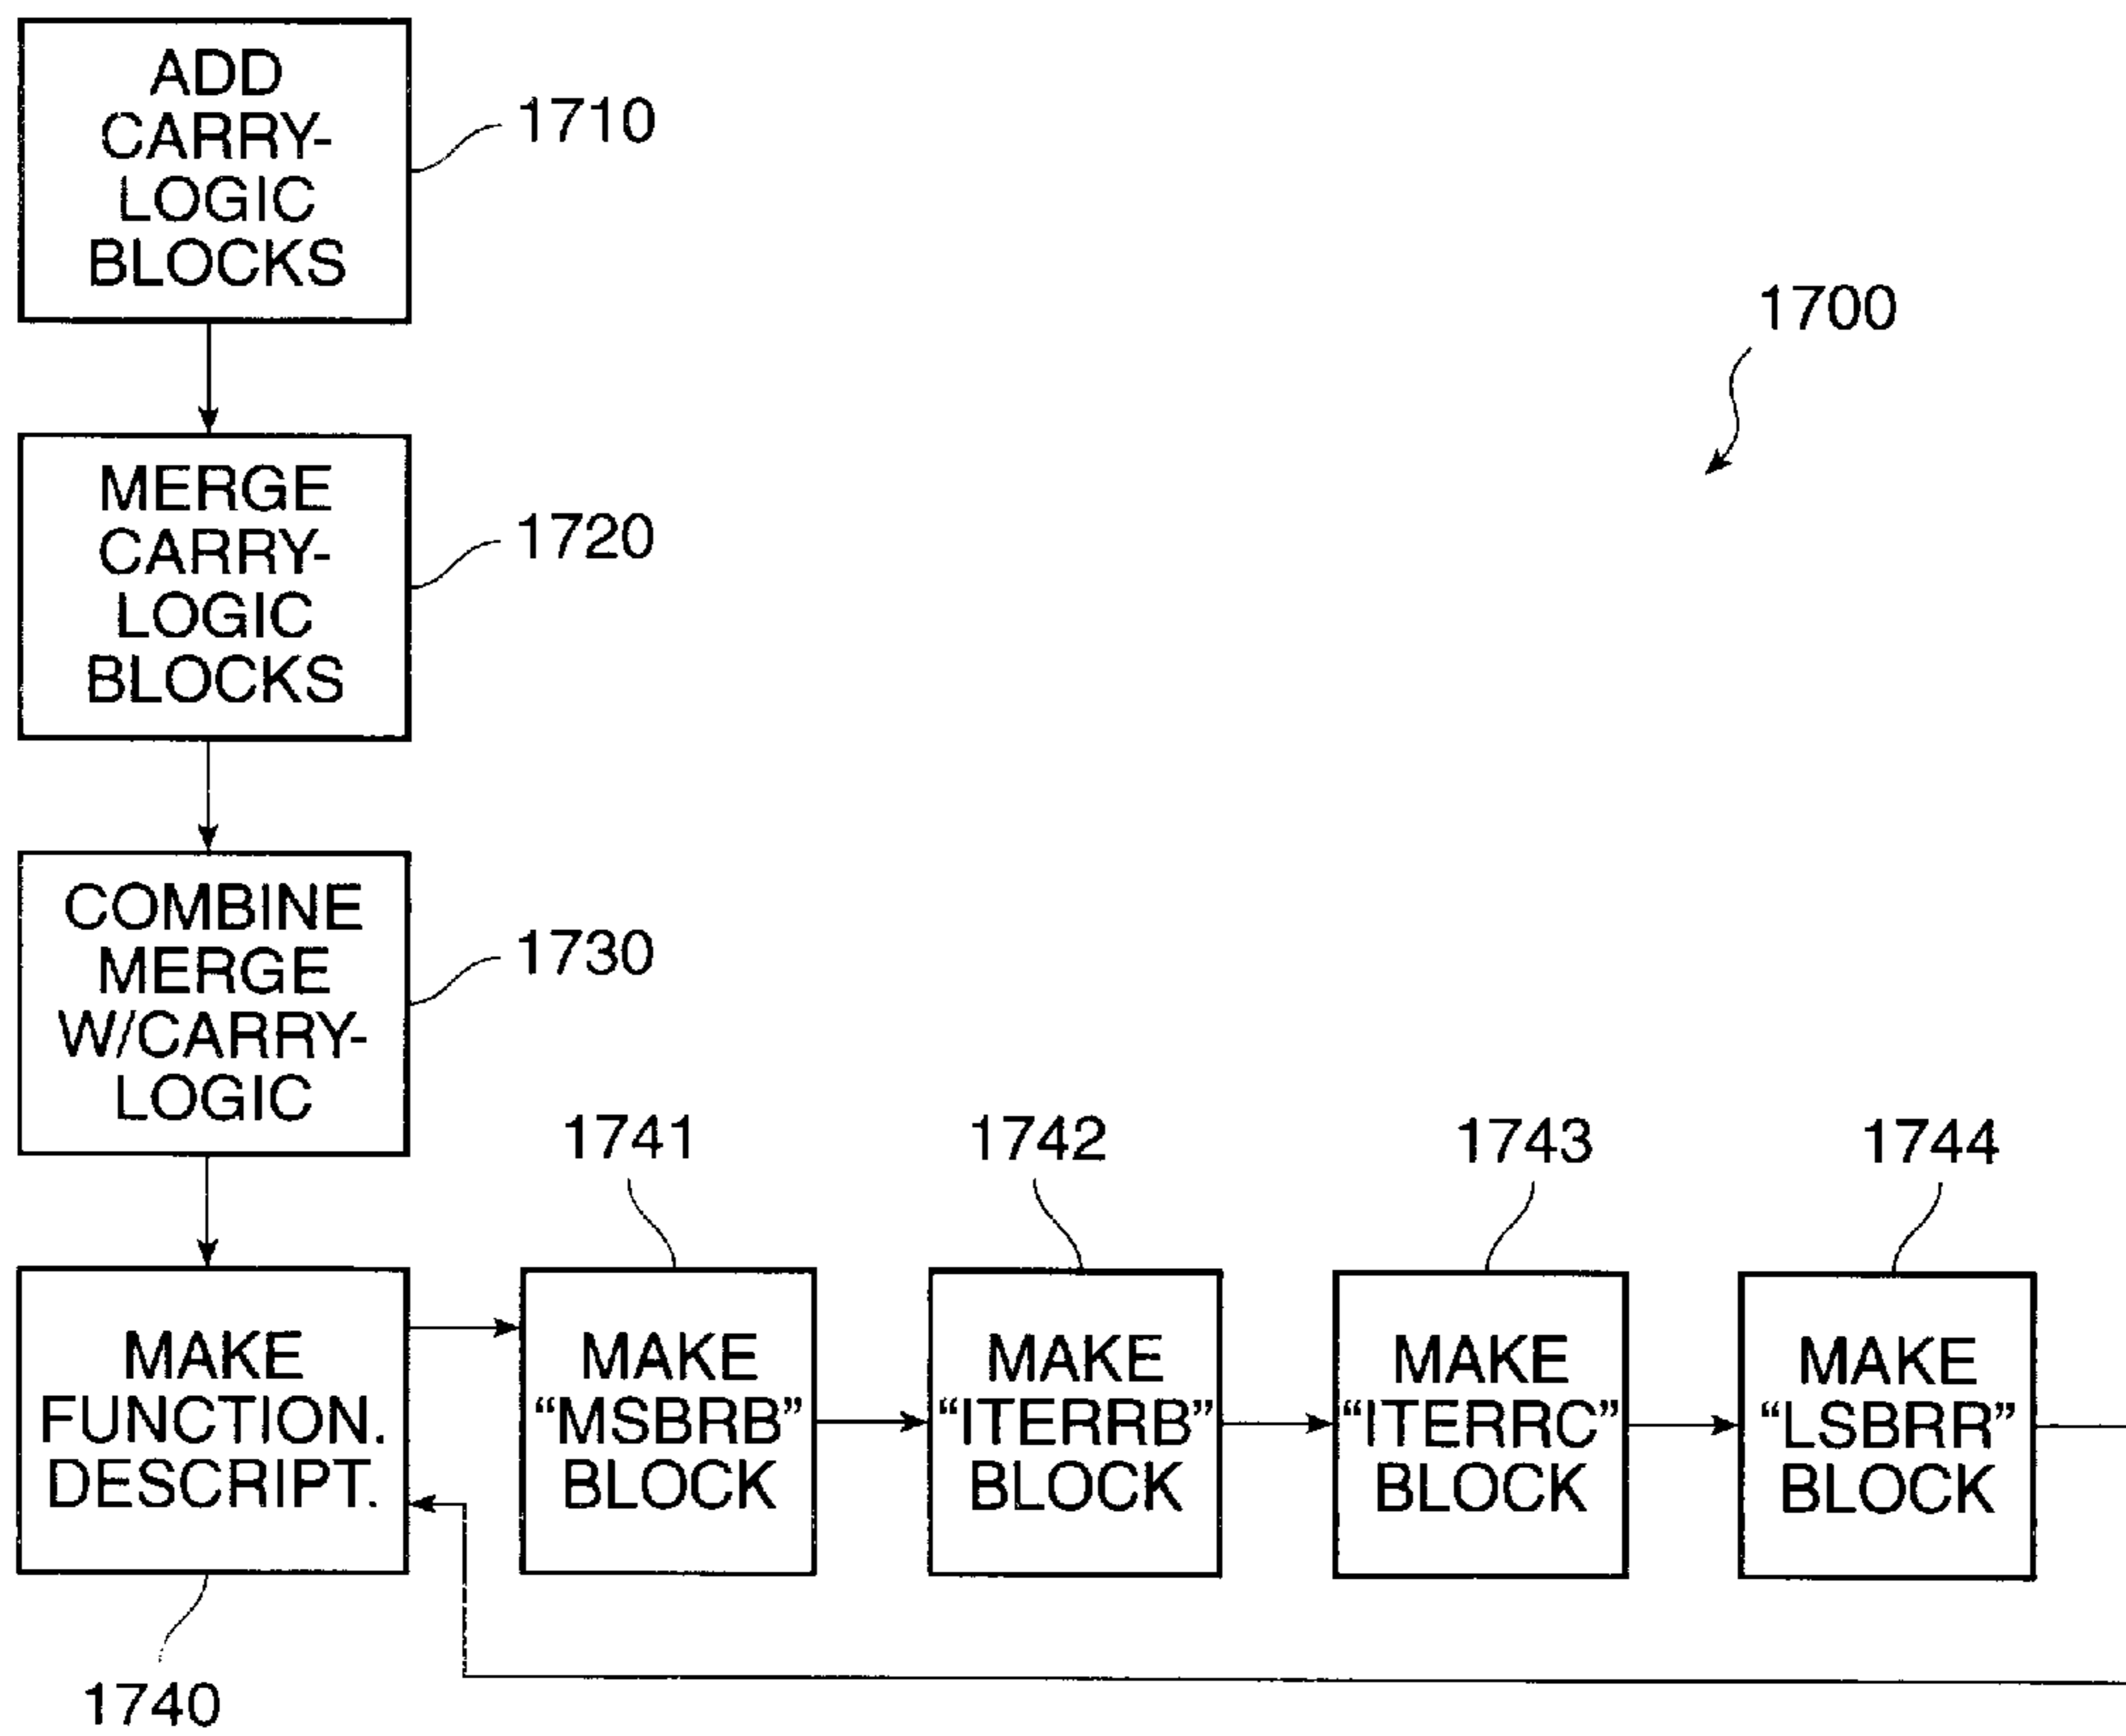 ADD
CARRY-
LOGIC
BLOCKS
1710
1700
MERGE
CARRY-
LOGIC
BLOCKS
1720
COMBINE
MERGE
W/CARRY-
LOGIC
1730
MAKE
FUNCTION.
DESCRIPT.
1740
1741
MAKE
“MSBRB”
BLOCK
1742
MAKE
“ITERRB”
BLOCK
1743
MAKE
“ITERRC”
BLOCK
1744
MAKE
“LSBRR”
BLOCK